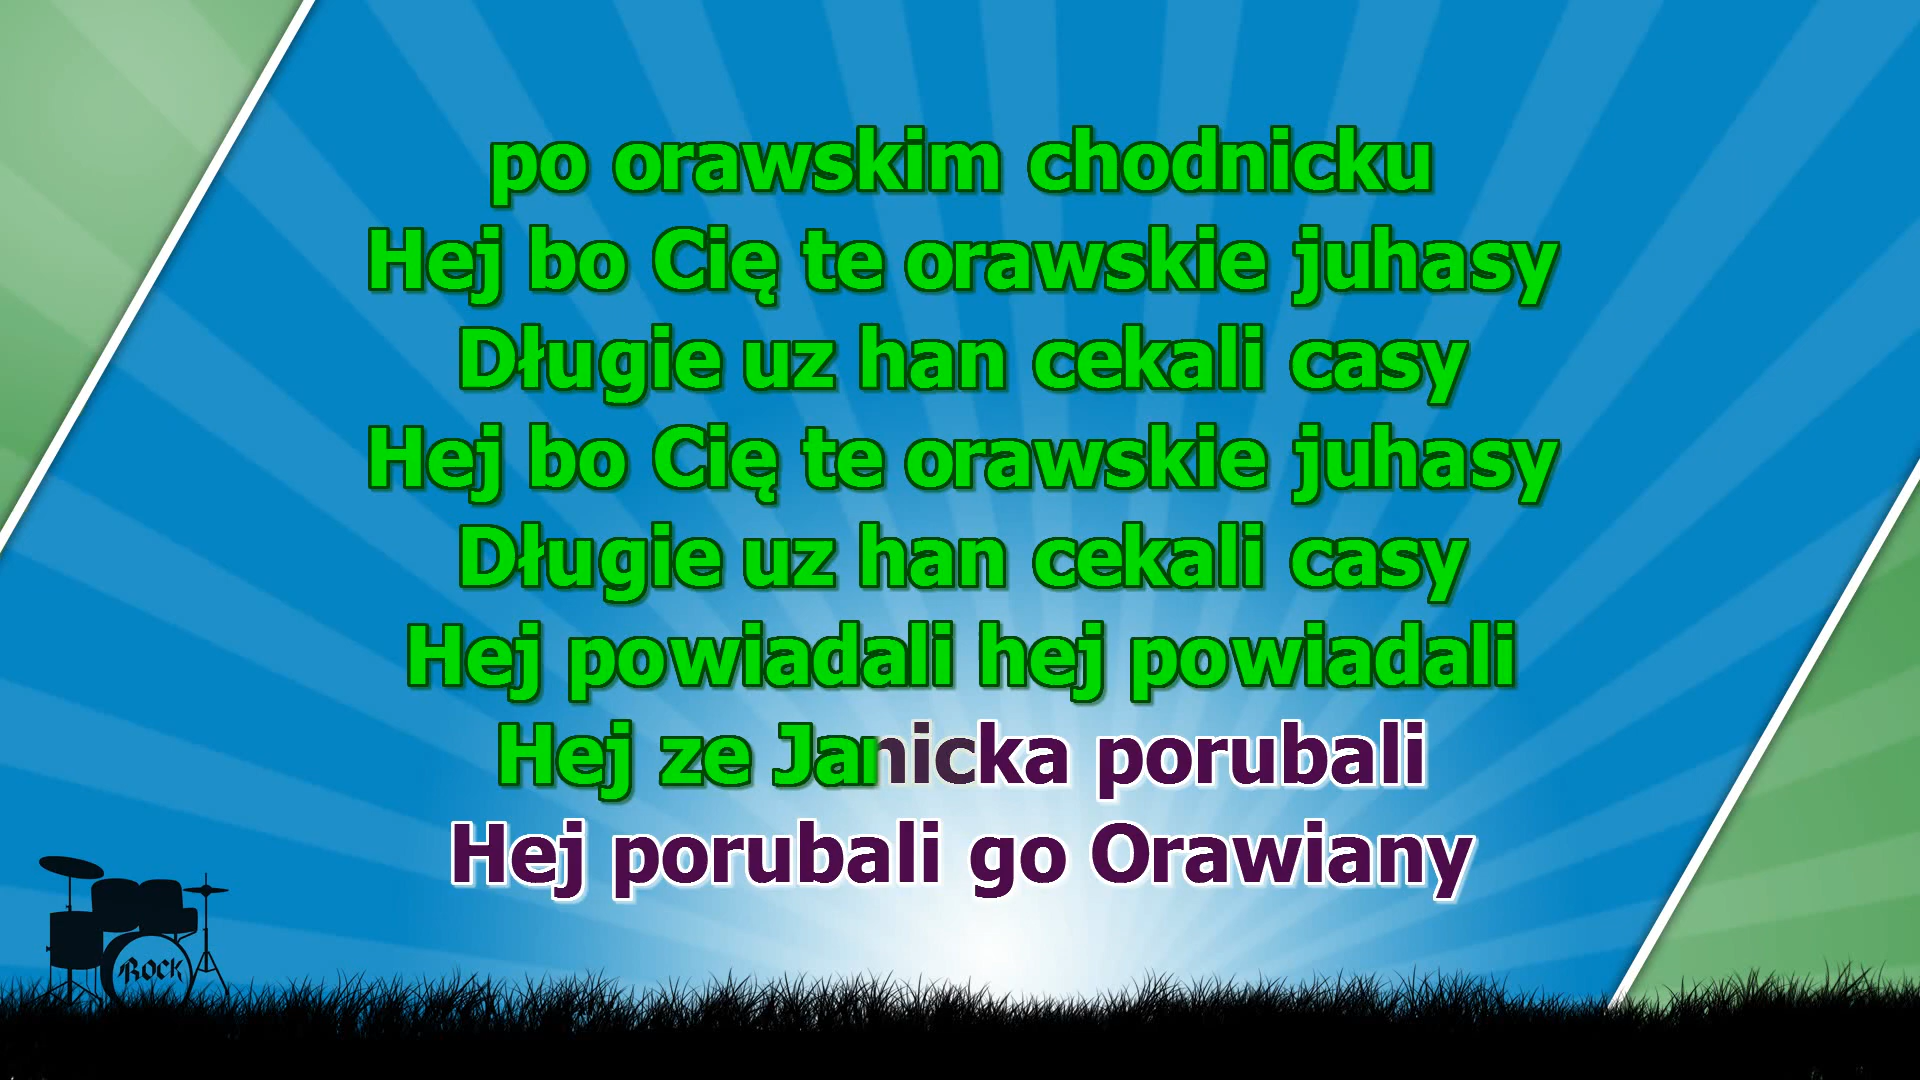 po orawskim chodnicku
Hej bo Cię te orawskie juhasy
Długie uz han cekali casy
Hej bo Cię te orawskie juhasy
Długie uz han cekali casy
Hej powiadali hej powiadali
Hej ze Janicka porubali
Hej porubali go Orawiany
ROCK